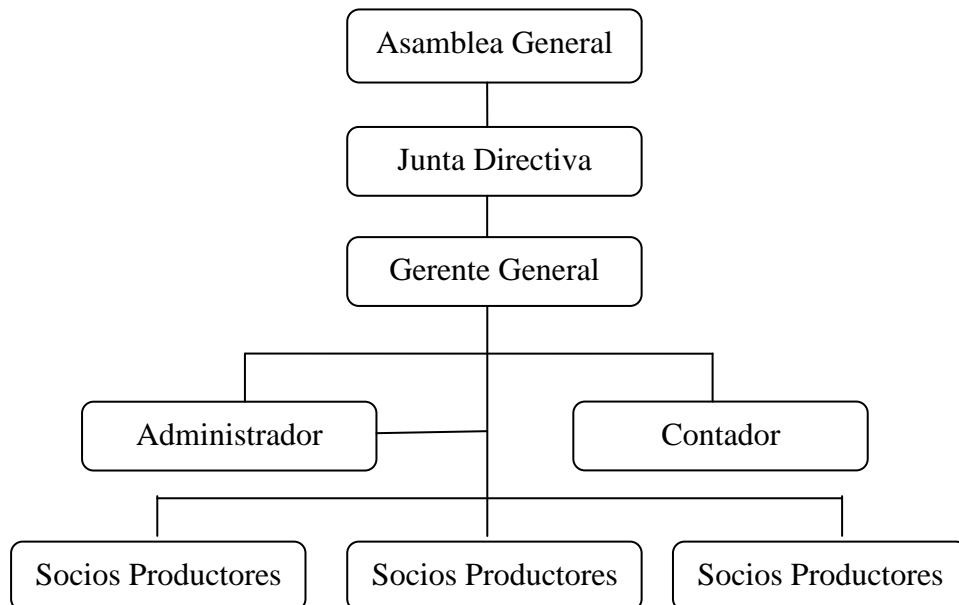 Asamblea General
Junta Directiva
Gerente General
Administrador
Contador
Socios Productores
Socios Productores
Socios Productores